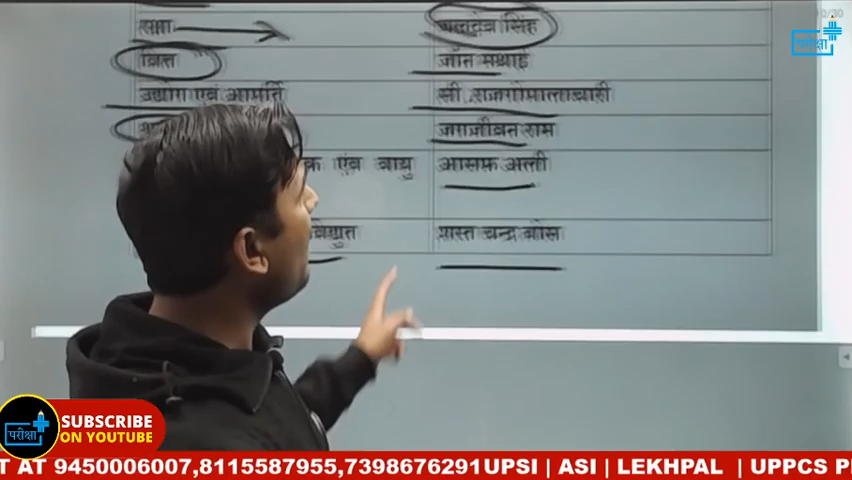 रक्षा बलदेव सिंह
वित्त जॉन मथाई
उद्योग एवं आपूर्ति सी. राजगोपालाचारी
जगजीवन राम
एंव वायु आसफ अली
विद्युत शरत चन्द्र बोस
परीक्षा
परीक्षा
SUBSCRIBE
ON YOUTUBE
T AT 9450006007,8115587955,7398676291UPSI | ASI | LEKHPAL | UPPCS P